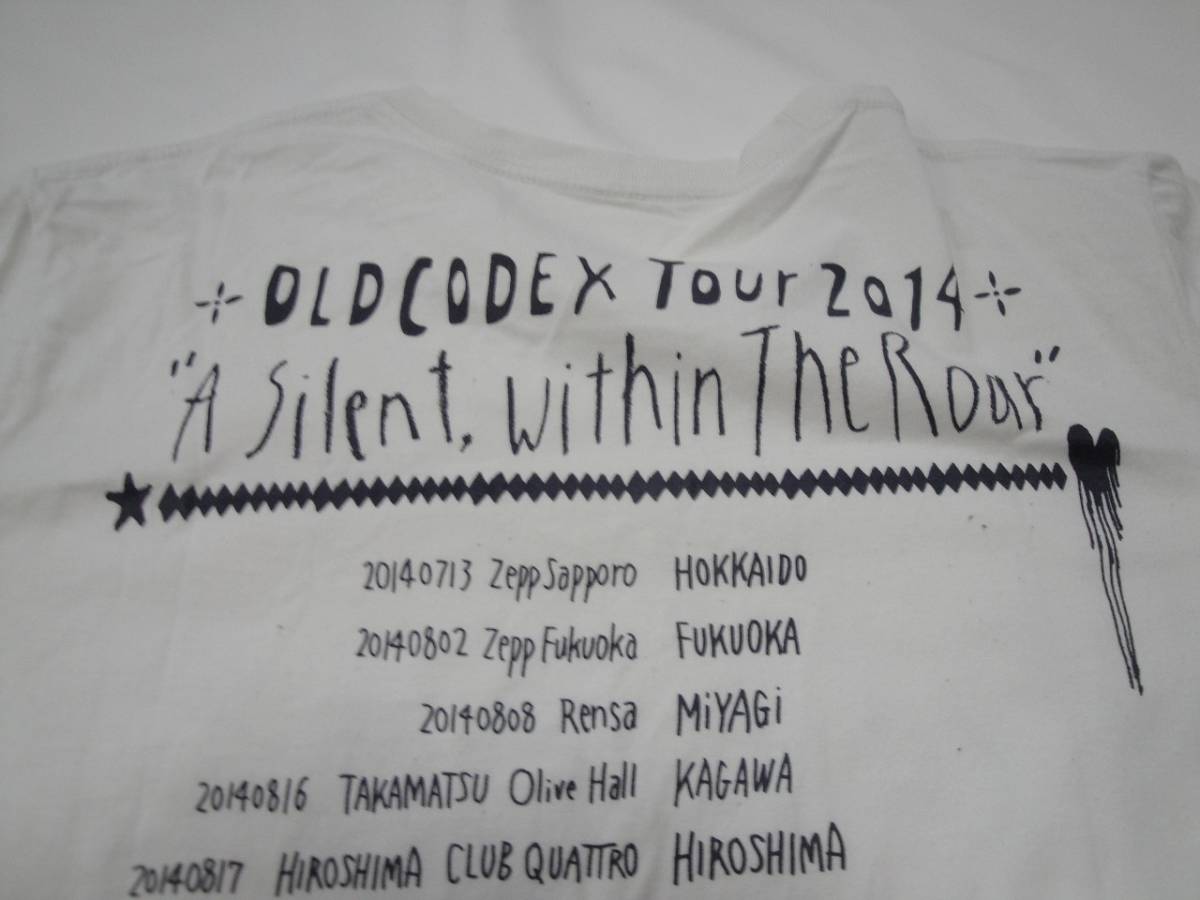 OLDCODEX Tour 2014
"A Silent, within The Roar"
20140713 Zepp Sapporo HOKKAIDO
20140802 Zepp Fukuoka FUKUOKA
20140808 Rensa MiYAGi
20140816 TAKAMATSU Olive Hall KAGAWA
20140817 HIROSHIMA CLUB QUATTRO HIROSHIMA